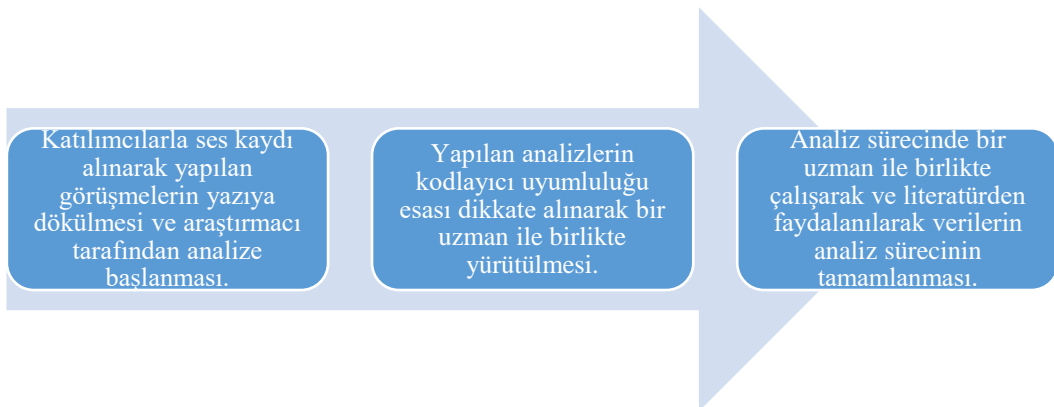 Katılımcılarla ses kaydı
alınarak yapılan
görüşmelerin yazıya
dökülmesi ve araştırmacı
tarafından analize
başlanması.
Yapılan analizlerin
kodlayıcı uyumluluğu
esası dikkate alınarak bir
uzman ile birlikte
yürütülmesi.
Analiz sürecinde bir
uzman ile birlikte
çalışarak ve literatürden
faydalanılarak verilerin
analiz sürecinin
tamamlanması.